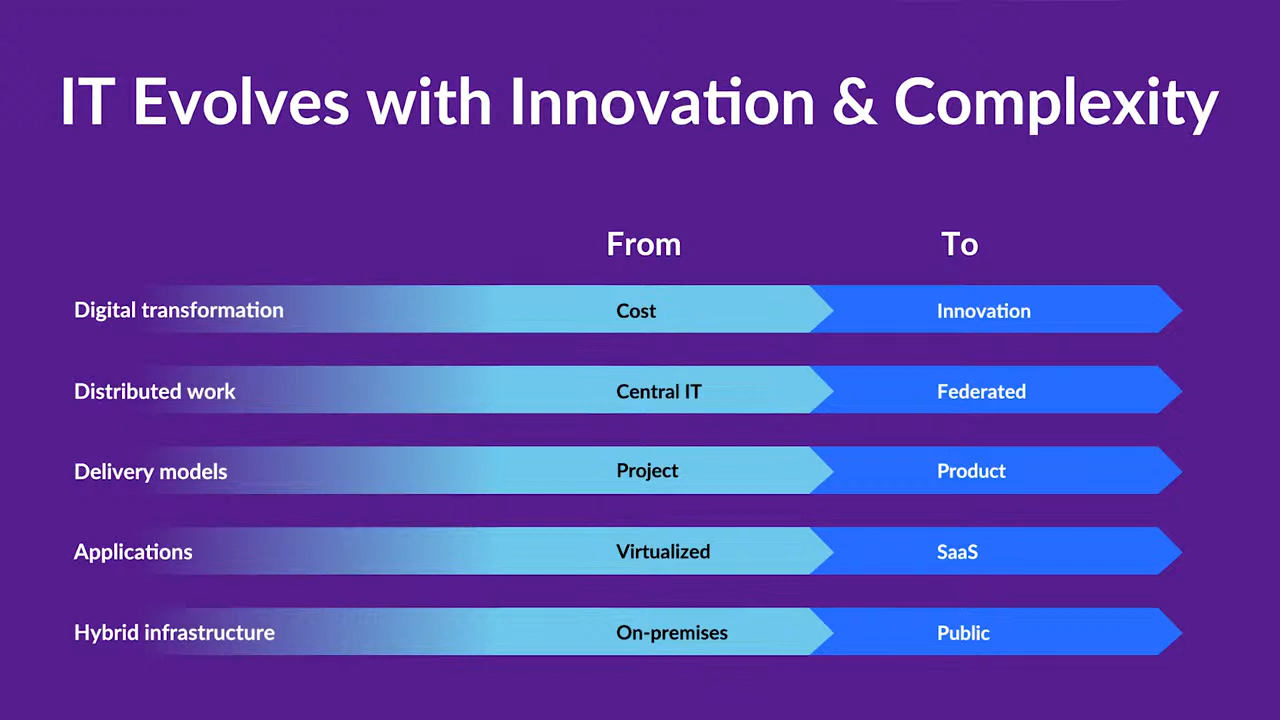 IT Evolves with Innovation & Complexity
From To
Digital transformation Cost Innovation
Distributed work Central IT Federated
Delivery models Project Product
Applications Virtualized SaaS
Hybrid infrastructure On-premises Public